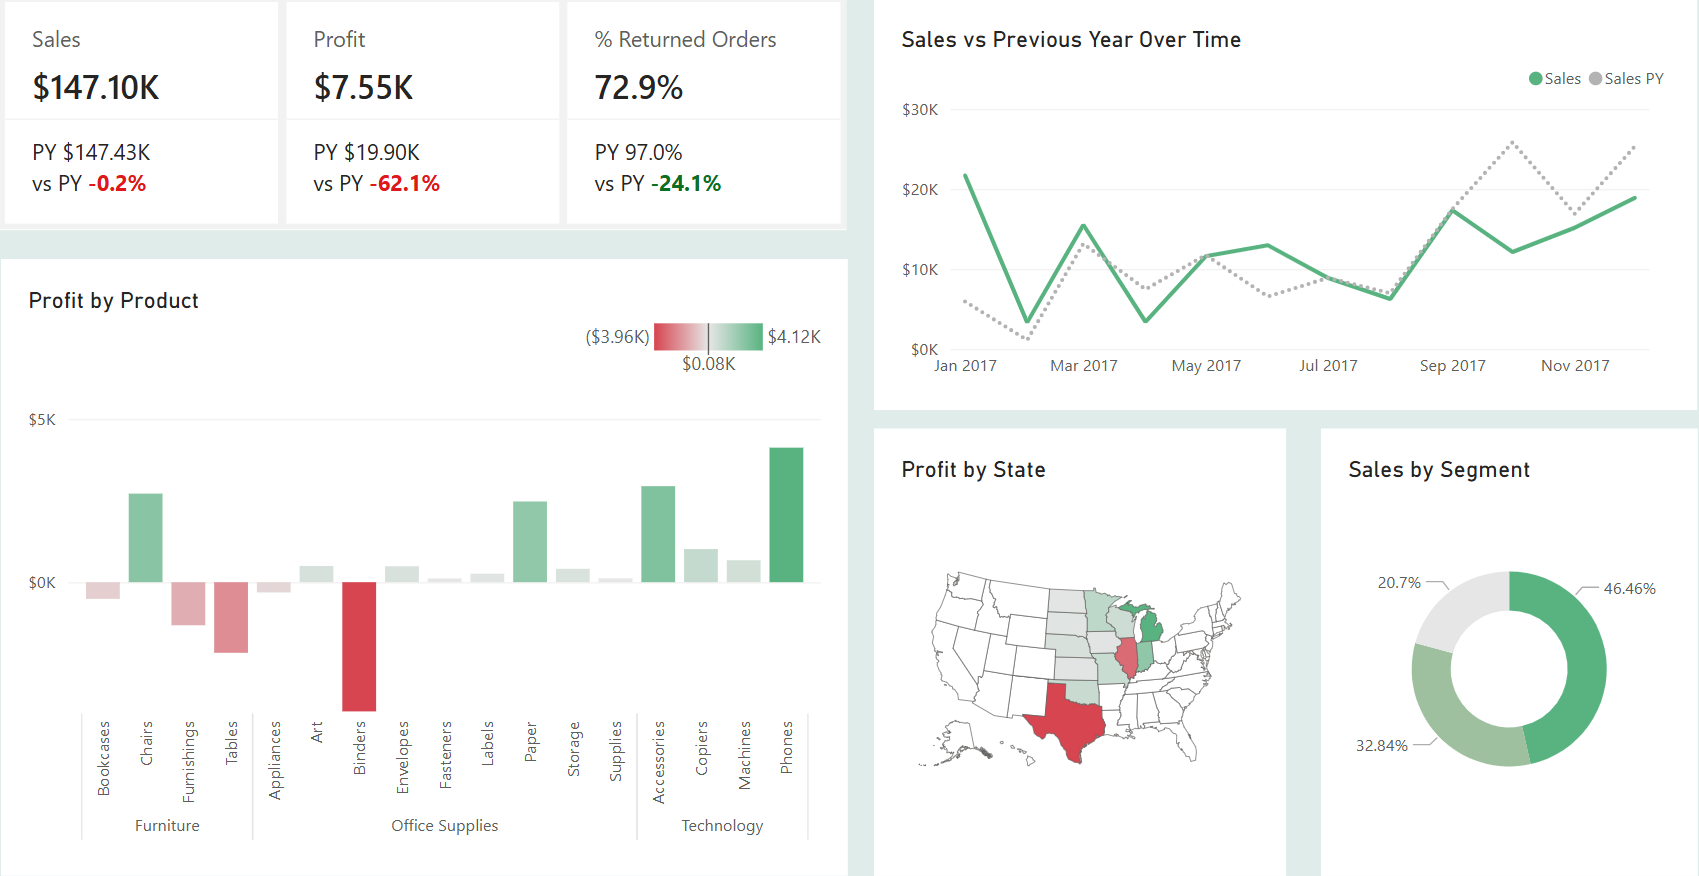 Sales
$147.10K
PY $147.43K
vs PY -0.2%
Profit
$7.55K
PY $19.90K
vs PY -62.1%
% Returned Orders
72.9%
PY 97.0%
vs PY -24.1%
Sales vs Previous Year Over Time
Sales Sales PY
$30K
$20K
$10K
$0K
Jan 2017 Mar 2017 May 2017 Jul 2017 Sep 2017 Nov 2017
Profit by Product
($3.96K) $4.12K
$0.08K
$5K
$0K
Bookcases
Chairs
Furnishings
Tables
Appliances
Art
Binders
Envelopes
Fasteners
Labels
Paper
Storage
Supplies
Accessories
Copiers
Machines
Phones
Furniture Office Supplies Technology
Profit by State
Sales by Segment
20.7%
46.46%
32.84%